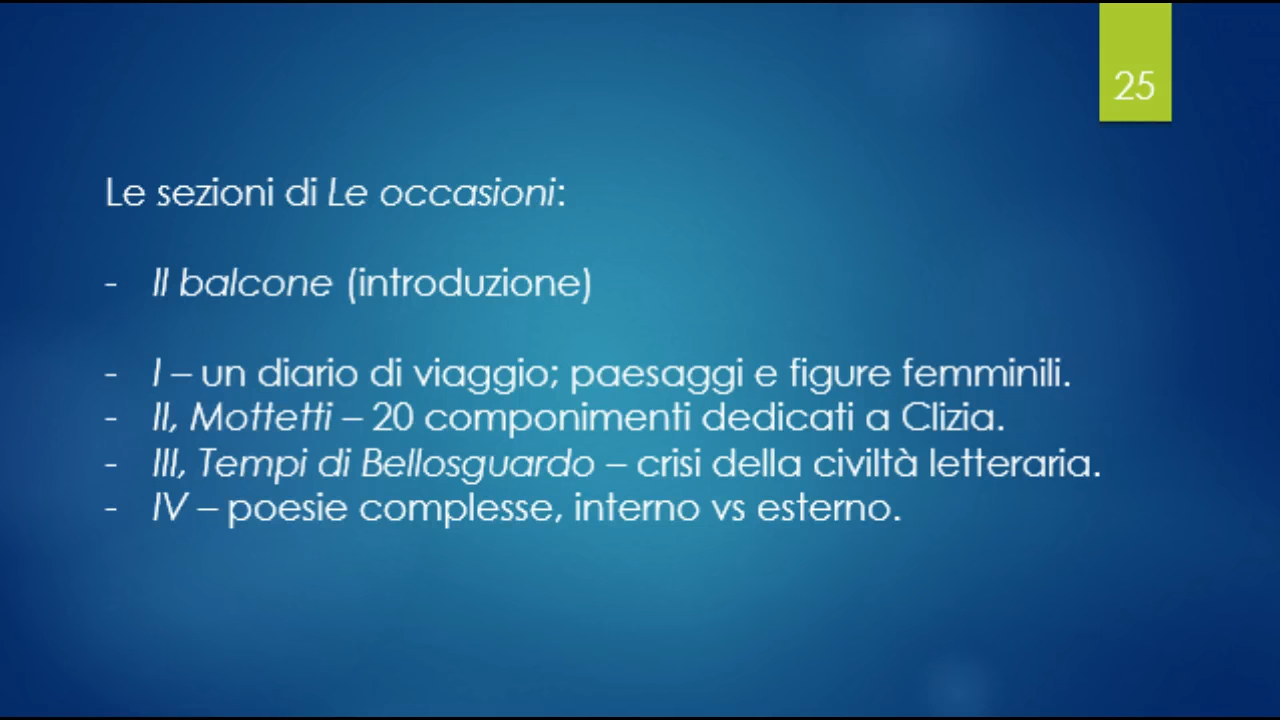 25
Le sezioni di Le occasioni:
- Il balcone (introduzione)
- I – un diario di viaggio; paesaggi e figure femminili.
- II, Mottetti – 20 componimenti dedicati a Clizia.
- III, Tempi di Bellosguardo – crisi della civiltà letteraria.
- IV – poesie complesse, interno vs esterno.